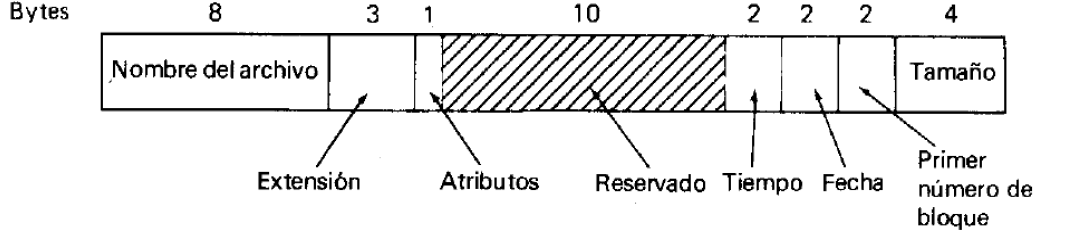 Bytes 8 3 1 10 2 2 2 4
Nombre del archivo Tamaño
Extensión Atributos Reservado Tiempo Fecha Primer
número de
bloque